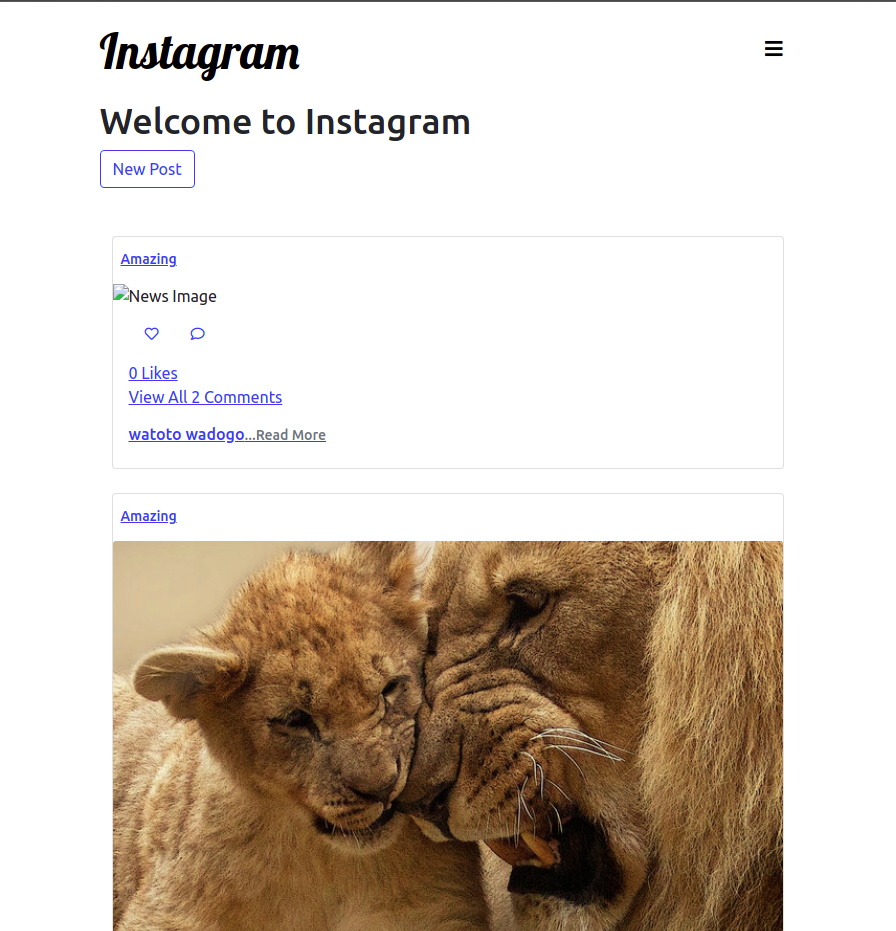 Instagram
Welcome to Instagram
New Post
Amazing
News Image
0 Likes
View All 2 Comments
watoto wadogo...Read More
Amazing